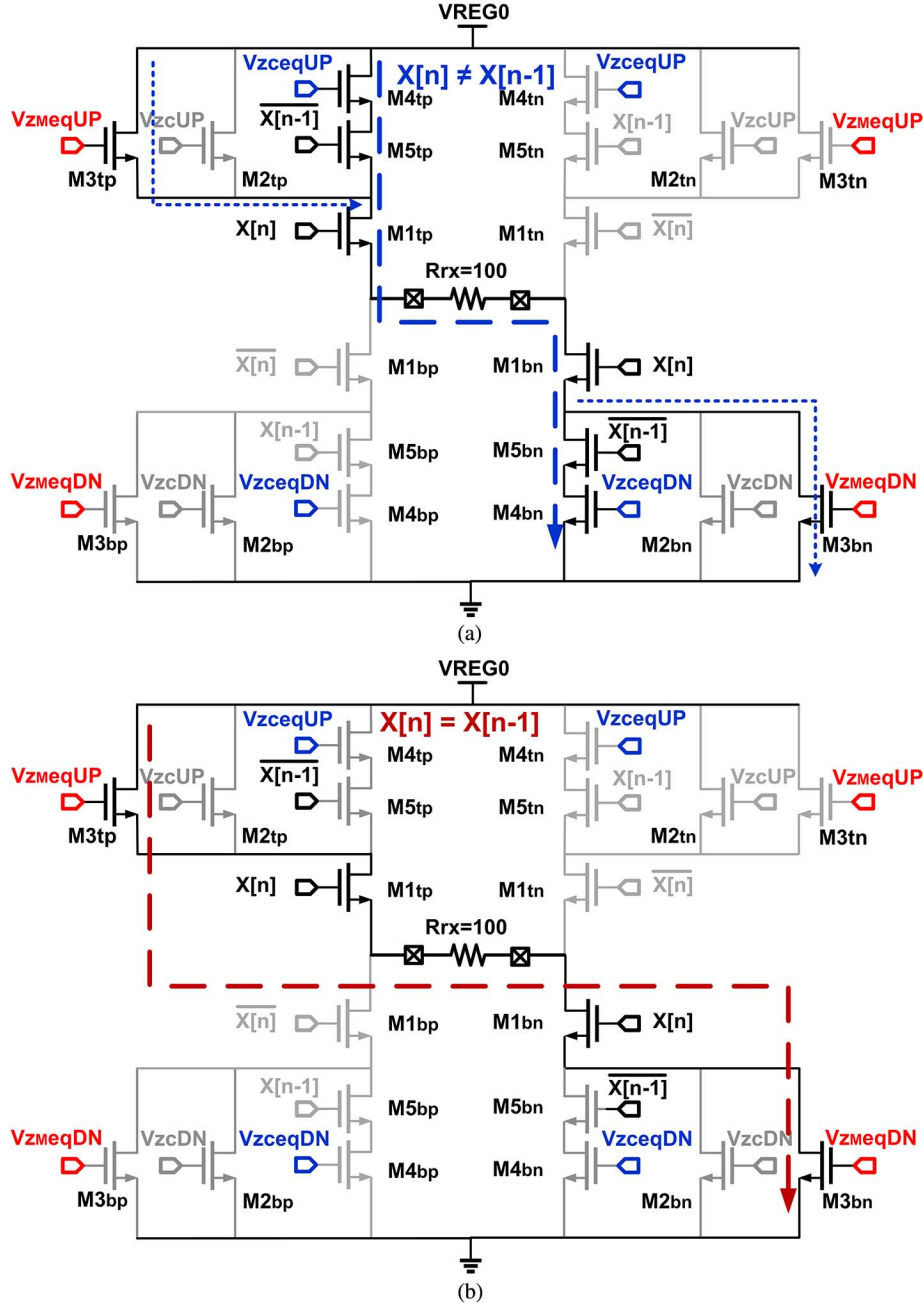 VREG0
VzceqUP X[n] ≠ X[n-1] VzceqUP
M4tp M4tn
VzMeqUP VzcUP X[n-1] X[n-1] VzcUP VzMeqUP
M5tp M5tn
M3tp M2tp M2tn M3tn
X[n] M1tp M1tn X[n]
Rrx=100
X[n] M1bp M1bn X[n]
X[n-1] X[n-1]
M5bp M5bn
VzMeqDN VzcDN VzceqDN VzceqDN VzcDN VzMeqDN
M4bp M4bn
M3bp M2bp M2bn M3bn
(a)
VREG0
VzceqUP X[n] = X[n-1] VzceqUP
M4tp M4tn
VzMeqUP VzcUP X[n-1] X[n-1] VzcUP VzMeqUP
M5tp M5tn
M3tp M2tp M2tn M3tn
X[n] M1tp M1tn X[n]
Rrx=100
X[n] M1bp M1bn X[n]
X[n-1] X[n-1]
M5bp M5bn
VzMeqDN VzcDN VzceqDN VzceqDN VzcDN VzMeqDN
M4bp M4bn
M3bp M2bp M2bn M3bn
(b)